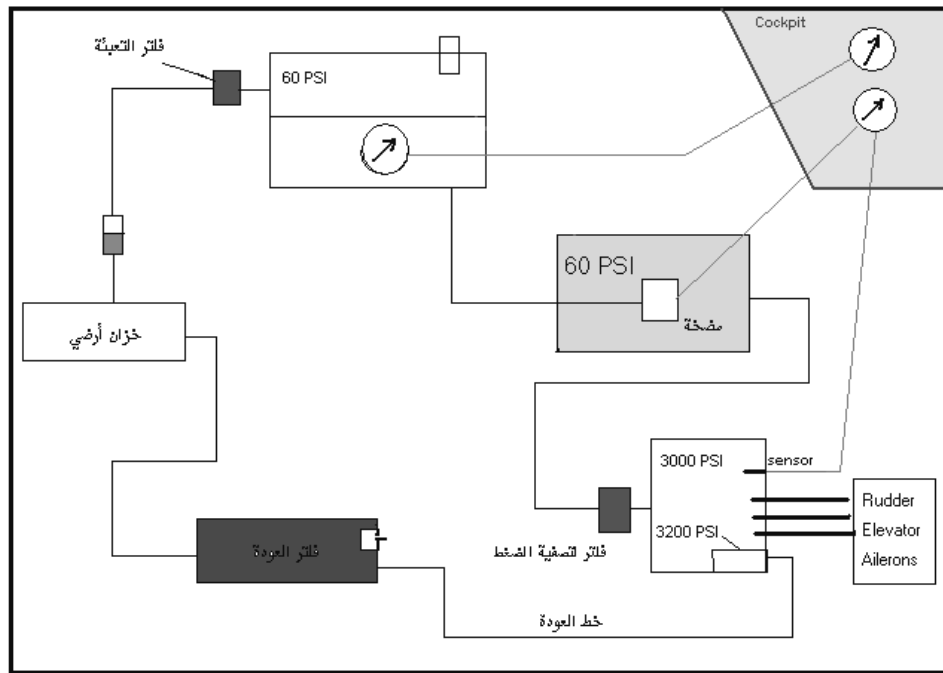 Cockpit
فلتر التعبئة
60 PSI
60 PSI
مضخة
خزان أرضي
3000 PSI
sensor
3200 PSI
Rudder
Elevator
Ailerons
فلتر العودة
فلتر لتصفية الضغط
خط العودة